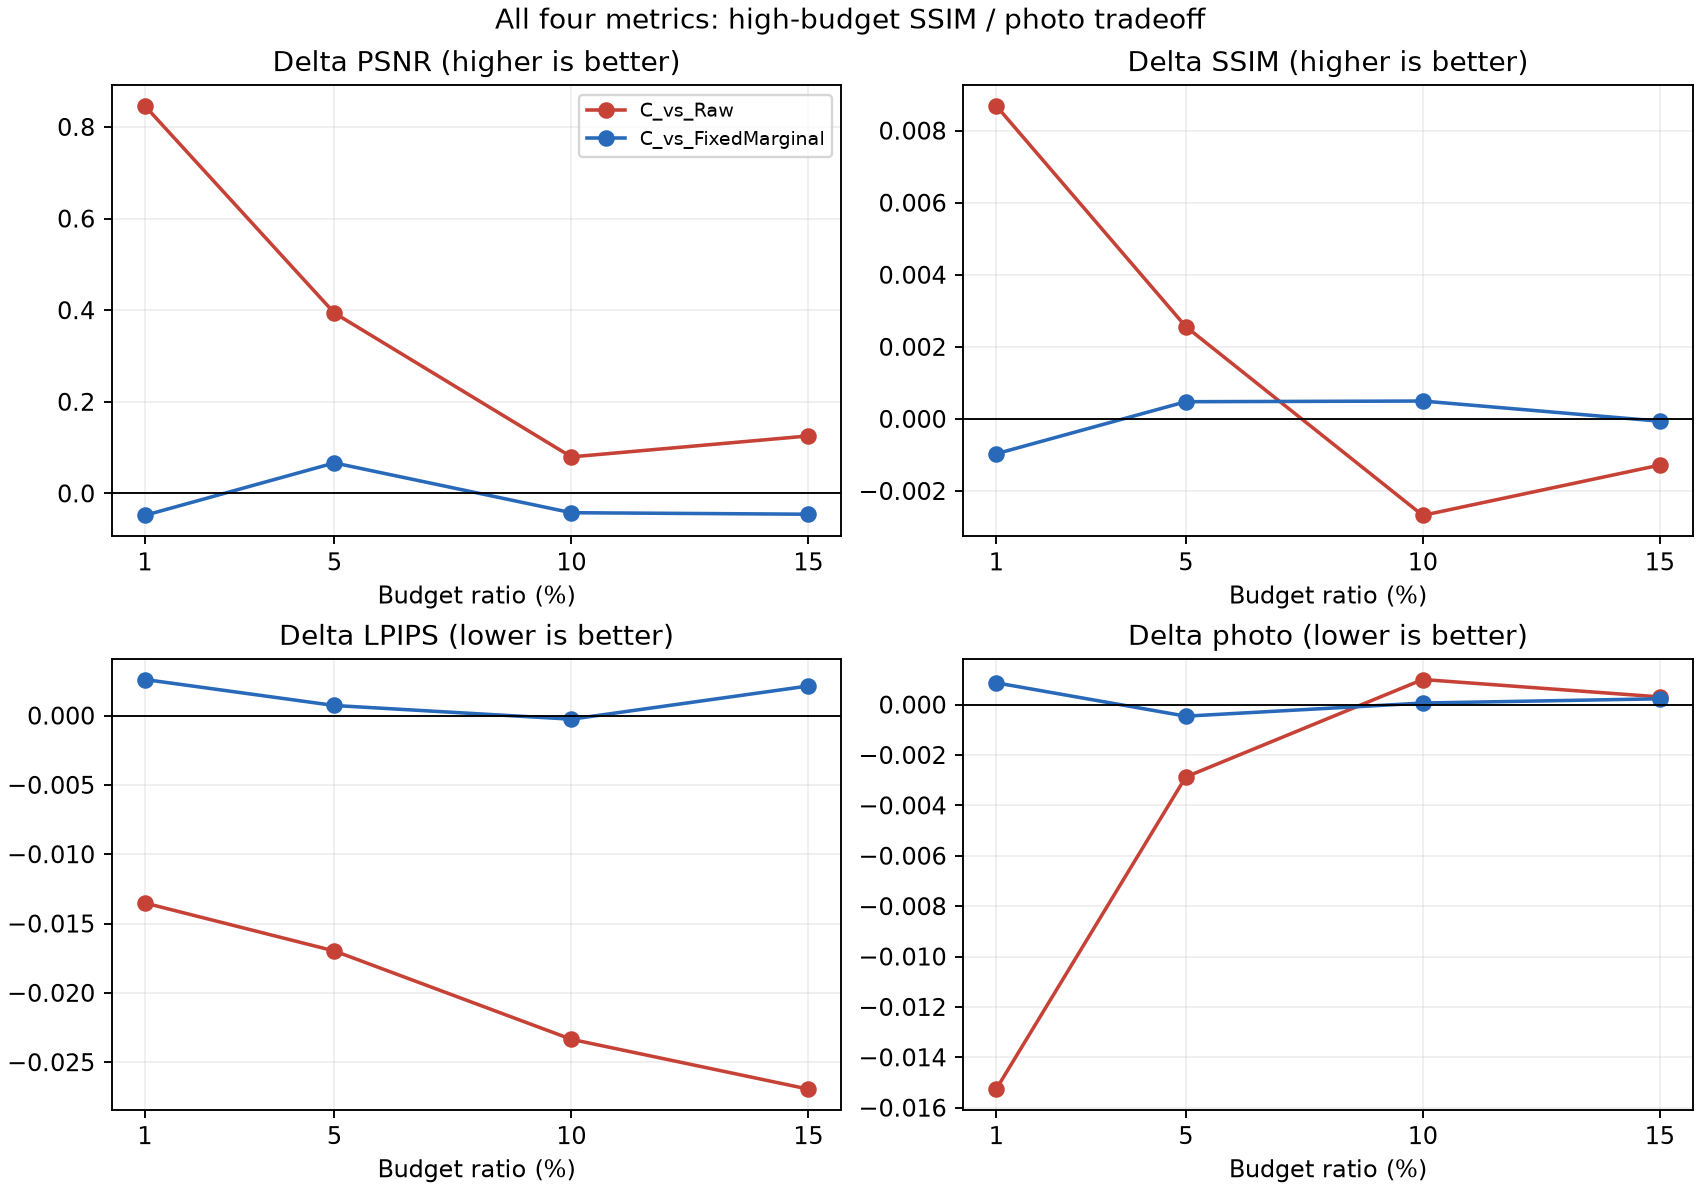 All four metrics: high-budget SSIM / photo tradeoff
Delta PSNR (higher is better)
C_vs_Raw
C_vs_FixedMarginal
0.8
0.6
0.4
0.2
0.0
1 5 10 15
Budget ratio (%)
Delta SSIM (higher is better)
0.008
0.006
0.004
0.002
0.000
−0.002
1 5 10 15
Budget ratio (%)
Delta LPIPS (lower is better)
0.000
−0.005
−0.010
−0.015
−0.020
−0.025
1 5 10 15
Budget ratio (%)
Delta photo (lower is better)
0.000
−0.002
−0.004
−0.006
−0.008
−0.010
−0.012
−0.014
−0.016
1 5 10 15
Budget ratio (%)